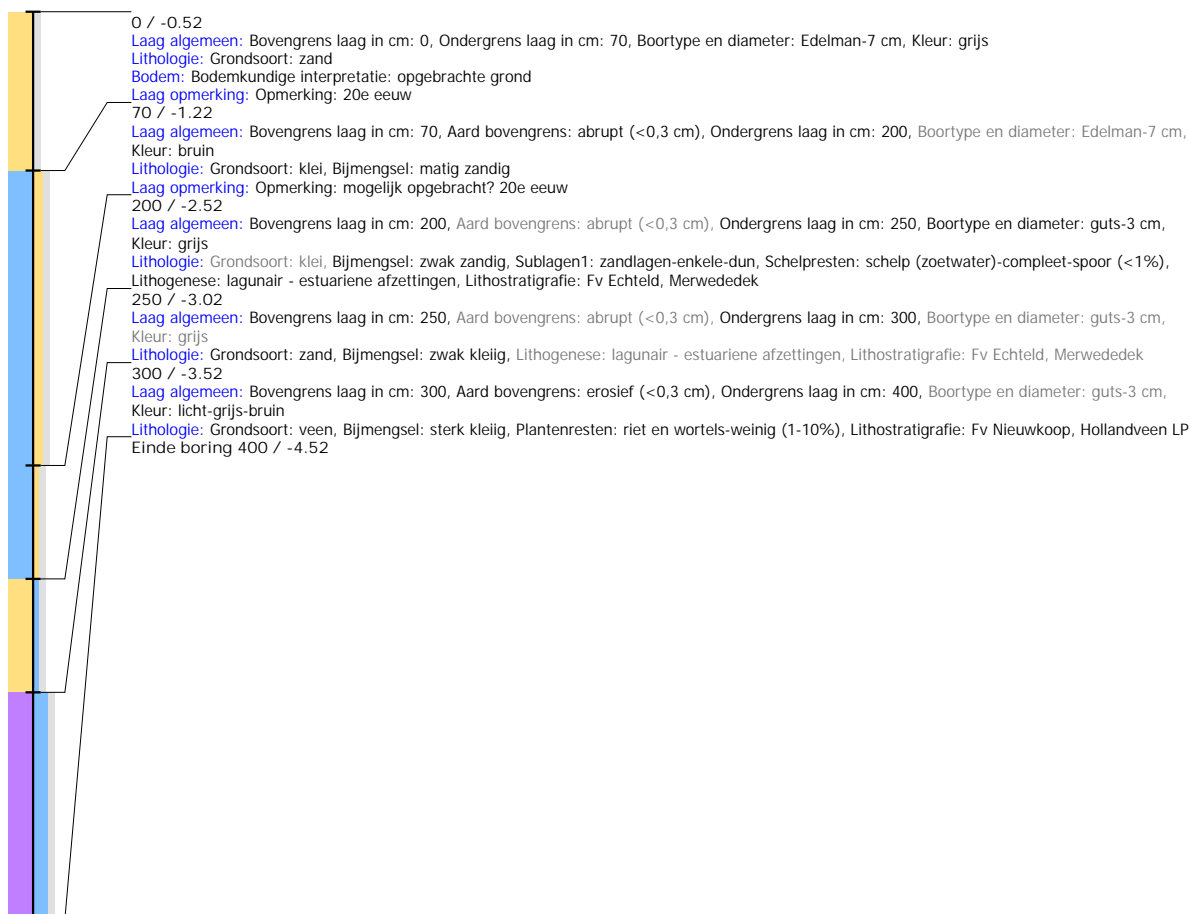 0 / -0.52
Laag algemeen: Bovengrens laag in cm: 0, Ondergrens laag in cm: 70, Boortype en diameter: Edelman-7 cm, Kleur: grijs
Lithologie: Grondsoort: zand
Bodem: Bodemkundige interpretatie: opgebrachte grond
Laag opmerking: Opmerking: 20e eeuw
70 / -1.22
Laag algemeen: Bovengrens laag in cm: 70, Aard bovengrens: abrupt (<0,3 cm), Ondergrens laag in cm: 200, Boortype en diameter: Edelman-7 cm,
Kleur: bruin
Lithologie: Grondsoort: klei, Bijmengsel: matig zandig
Laag opmerking: Opmerking: mogelijk opgebracht? 20e eeuw
200 / -2.52
Laag algemeen: Bovengrens laag in cm: 200, Aard bovengrens: abrupt (<0,3 cm), Ondergrens laag in cm: 250, Boortype en diameter: guts-3 cm,
Kleur: grijs
Lithologie: Grondsoort: klei, Bijmengsel: zwak zandig, Sublagen1: zandlagen-enkele-dun, Schelpresten: schelp (zoetwater)-compleet-spoor (<1%),
Lithogenese: lagunair - estuariene afzettingen, Lithostratigrafie: Fv Echteld, Merwededek
250 / -3.02
Laag algemeen: Bovengrens laag in cm: 250, Aard bovengrens: abrupt (<0,3 cm), Ondergrens laag in cm: 300, Boortype en diameter: guts-3 cm,
Kleur: grijs
Lithologie: Grondsoort: zand, Bijmengsel: zwak kleiig, Lithogenese: lagunair - estuariene afzettingen, Lithostratigrafie: Fv Echteld, Merwededek
300 / -3.52
Laag algemeen: Bovengrens laag in cm: 300, Aard bovengrens: erosief (<0,3 cm), Ondergrens laag in cm: 400, Boortype en diameter: guts-3 cm,
Kleur: licht-grijs-bruin
Lithologie: Grondsoort: veen, Bijmengsel: sterk kleiig, Plantenresten: riet en wortels-weinig (1-10%), Lithostratigrafie: Fv Nieuwkoop, Hollandveen LP
Einde boring 400 / -4.52